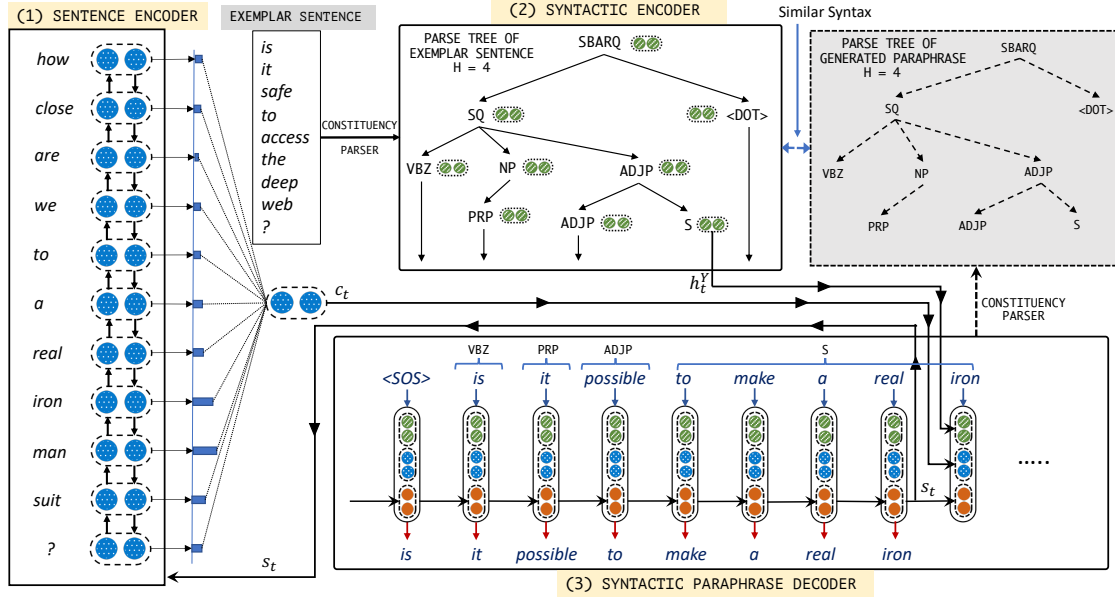 (1) SENTENCE ENCODER
how
close
are
we
to
a
real
iron
man
suit
?
EXEMPLAR SENTENCE
is
it
safe
to
access
the
deep
web
?
CONSTITUENCY
PARSER
(2) SYNTACTIC ENCODER
PARSE TREE OF
EXEMPLAR SENTENCE
H = 4
SBARQ
SQ
<DOT>
VBZ
NP
ADJP
PRP
ADJP
S
Similar Syntax
PARSE TREE OF
GENERATED PARAPHRASE
H = 4
SBARQ
SQ
<DOT>
VBZ
NP
ADJP
PRP
ADJP
S
c_t
h_t^Y
CONSTITUENCY
PARSER
VBZ PRP ADJP S
<SOS> is it possible to make a real iron
.....
s_t
is it possible to make a real iron
s_t
(3) SYNTACTIC PARAPHRASE DECODER